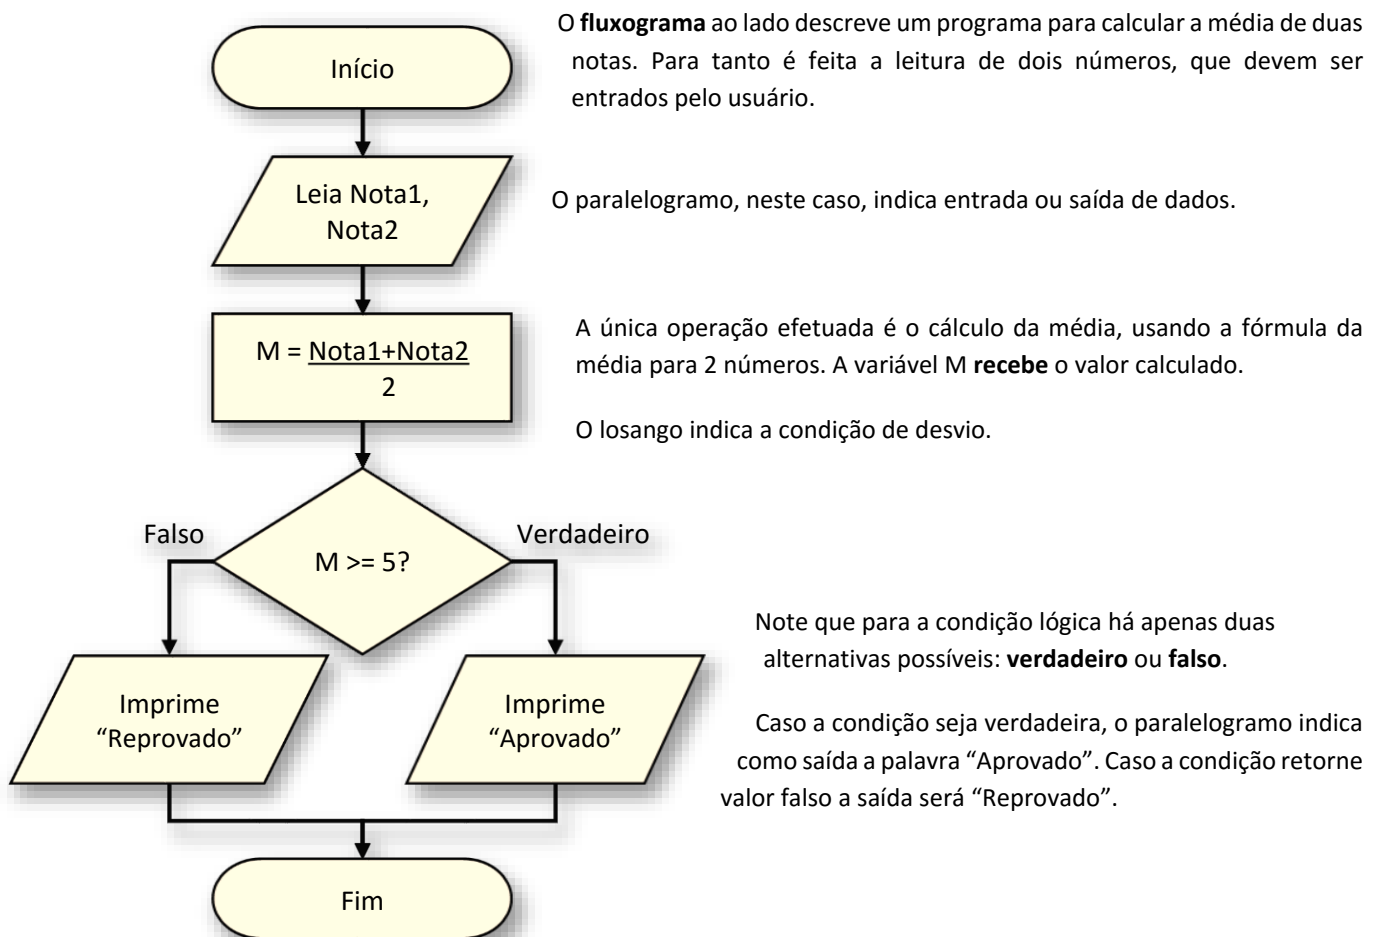 O fluxograma ao lado descreve um programa para calcular a média de duas
notas. Para tanto é feita a leitura de dois números, que devem ser
entrados pelo usuário.
Início
Leia Nota1,
Nota2
O paralelogramo, neste caso, indica entrada ou saída de dados.
M = Nota1+Nota2
2
A única operação efetuada é o cálculo da média, usando a fórmula da
média para 2 números. A variável M recebe o valor calculado.
O losango indica a condição de desvio.
Falso
Verdadeiro
M >= 5?
Note que para a condição lógica há apenas duas
alternativas possíveis: verdadeiro ou falso.
Imprime
“Reprovado”
Imprime
“Aprovado”
Caso a condição seja verdadeira, o paralelogramo indica
como saída a palavra “Aprovado”. Caso a condição retorne
valor falso a saída será “Reprovado”.
Fim